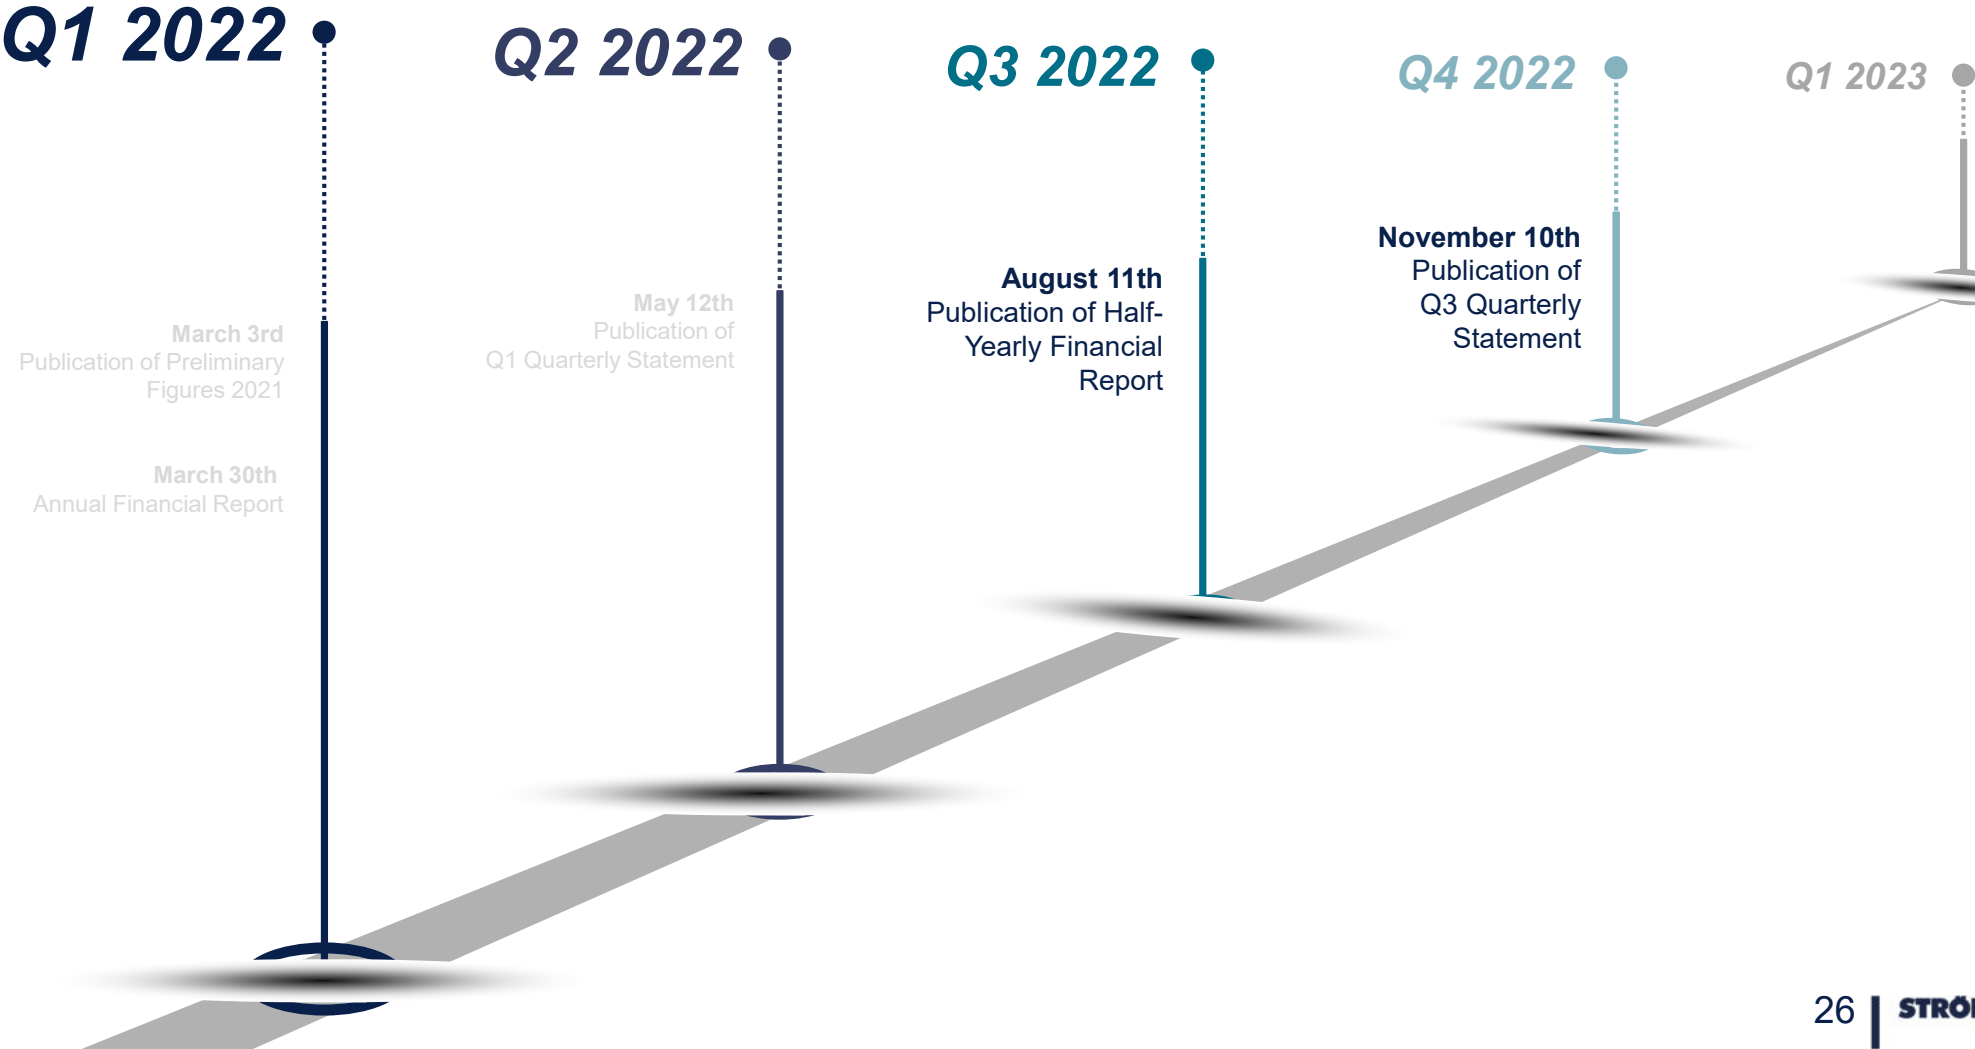 Q1 2022
March 3rd
Publication of Preliminary
Figures 2021
March 30th
Annual Financial Report
Q2 2022
May 12th
Publication of
Q1 Quarterly Statement
Q3 2022
August 11th
Publication of Half-
Yearly Financial
Report
Q4 2022
November 10th
Publication of
Q3 Quarterly
Statement
Q1 2023
26